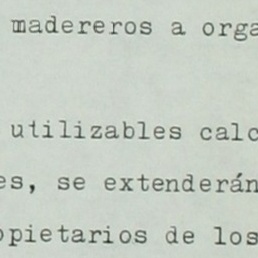 madereros a orga
utilizables calc
es, se extenderán
opietarios de los